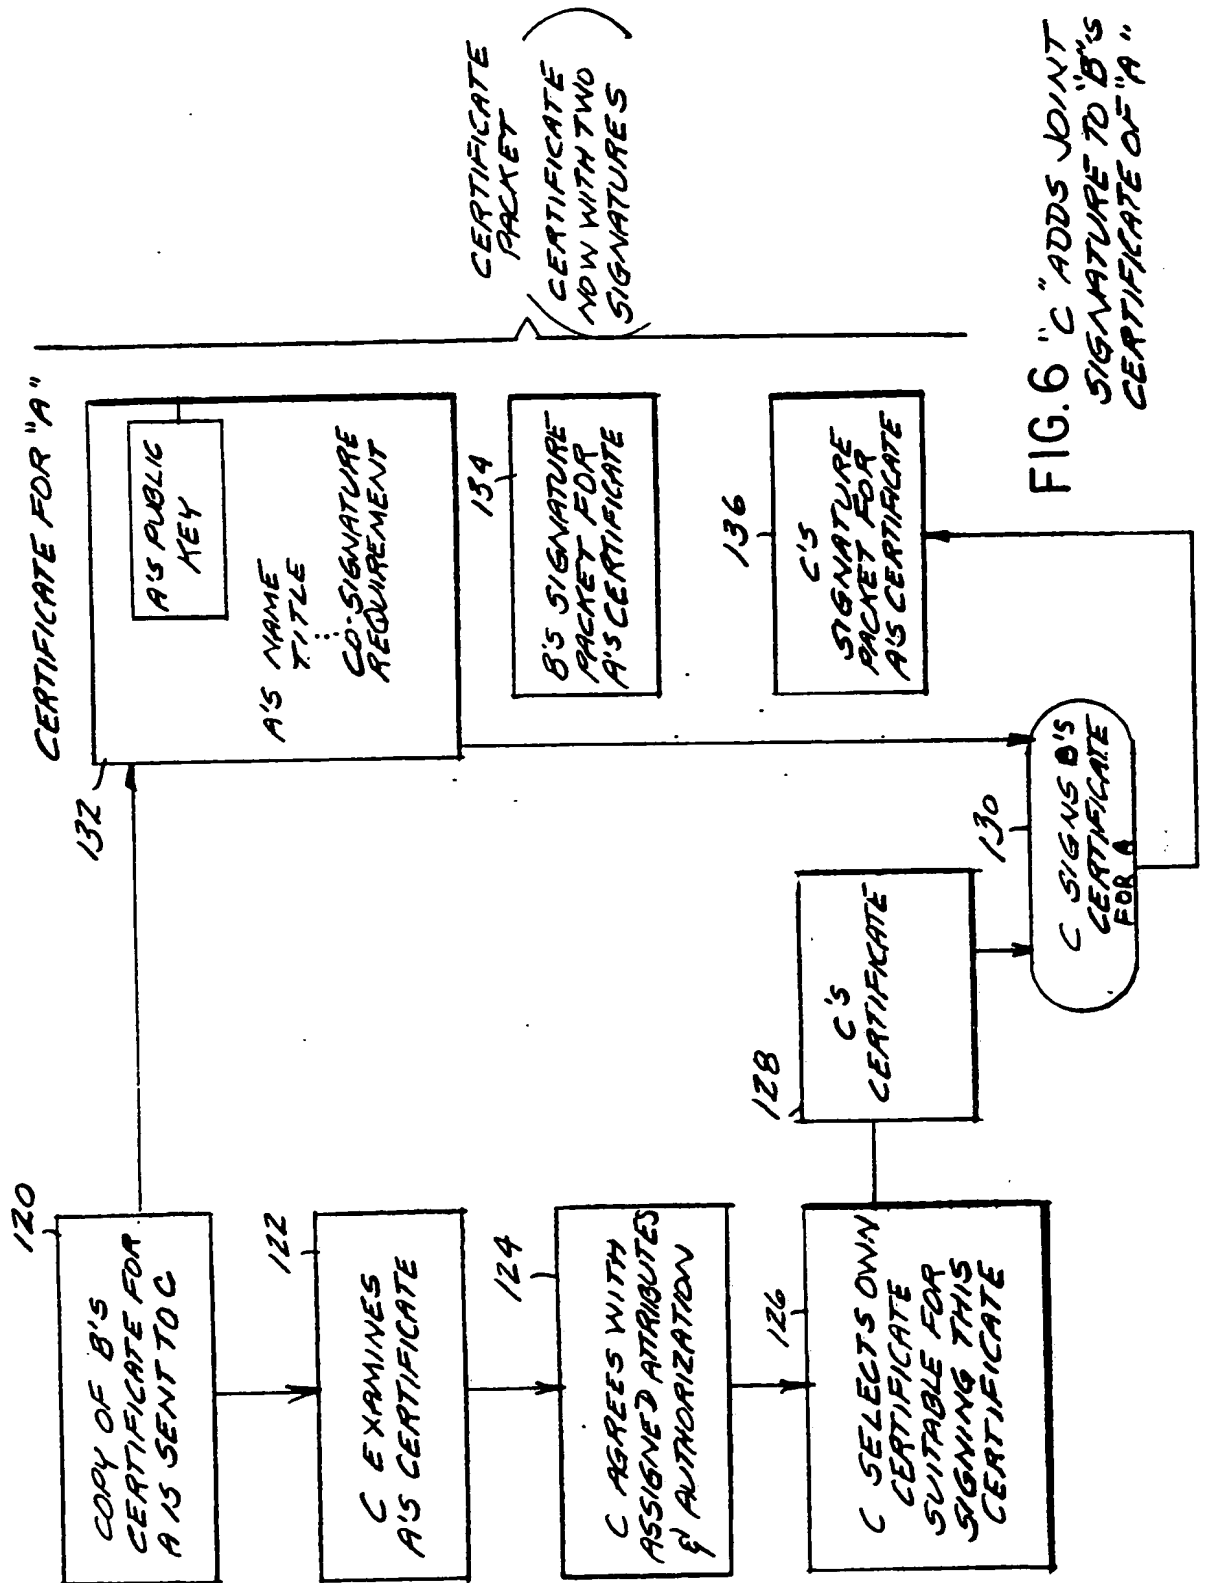 120
COPY OF B'S
CERTIFICATE FOR
A IS SENT TO C
122
C EXAMINES
A'S CERTIFICATE
124
C AGREES WITH
ASSIGNED ATTRIBUTES
& AUTHORIZATION
126
C SELECTS OWN
CERTIFICATE
SUITABLE FOR
SIGNING THIS
CERTIFICATE
128
C'S
CERTIFICATE
130
C SIGNS B'S
CERTIFICATE
FOR A
CERTIFICATE FOR "A"
132
A'S PUBLIC
KEY
A'S NAME
TITLE
⋮
CO-SIGNATURE
REQUIREMENT
134
B'S SIGNATURE
PACKET FOR
A'S CERTIFICATE
136
C'S
SIGNATURE
PACKET FOR
A'S CERTIFICATE
CERTIFICATE
PACKET
(CERTIFICATE
NOW WITH TWO
SIGNATURES)
FIG.6 "C" ADDS JOINT
SIGNATURE TO "B"'S
CERTIFICATE OF "A"